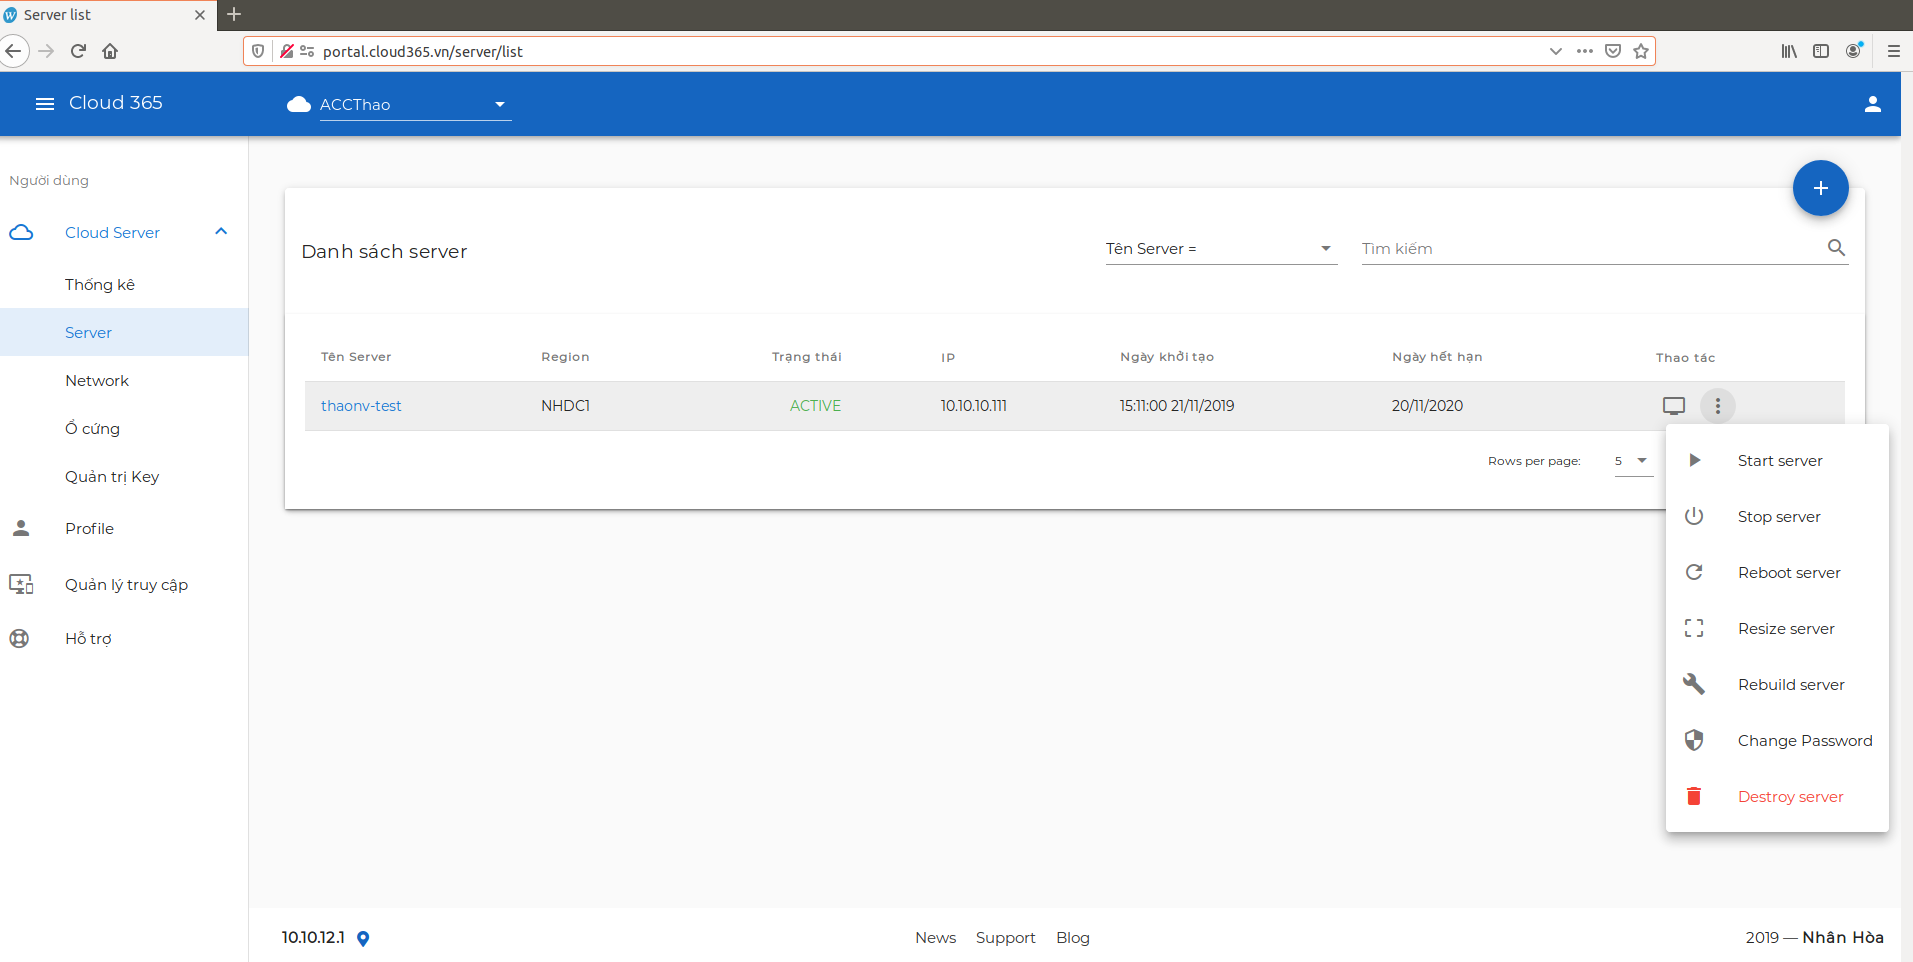 Server list
portal.cloud365.vn/server/list
Cloud 365
ACCThao
Người dùng
Cloud Server
Thống kê
Server
Network
Ổ cứng
Quản trị Key
Profile
Quản lý truy cập
Hỗ trợ
Danh sách server
Tên Server =
Tìm kiếm
Tên Server Region Trạng thái IP Ngày khởi tạo Ngày hết hạn Thao tác
thaonv-test NHDC1 ACTIVE 10.10.10.111 15:11:00 21/11/2019 20/11/2020
Rows per page: 5
Start server
Stop server
Reboot server
Resize server
Rebuild server
Change Password
Destroy server
10.10.12.1
News Support Blog
2019 — Nhân Hòa